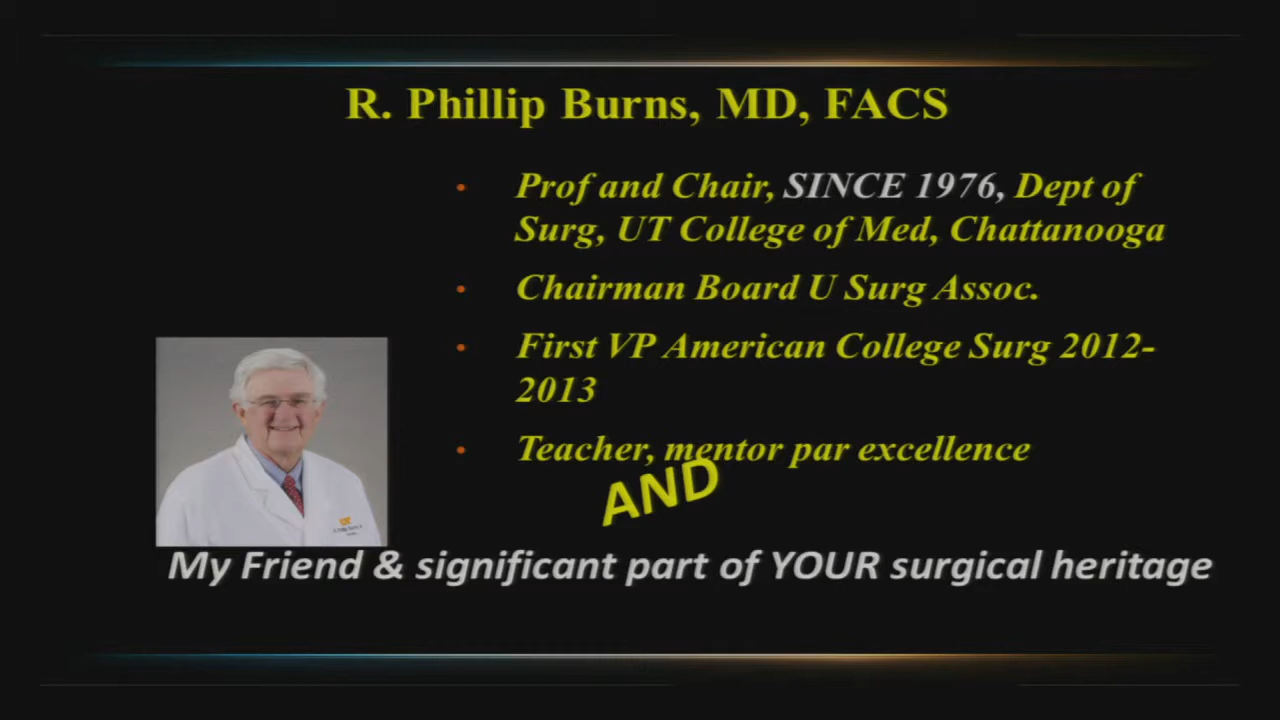 R. Phillip Burns, MD, FACS
• Prof and Chair, SINCE 1976, Dept of
Surg, UT College of Med, Chattanooga
• Chairman Board U Surg Assoc.
• First VP American College Surg 2012-
2013
• Teacher, mentor par excellence
AND
My Friend & significant part of YOUR surgical heritage